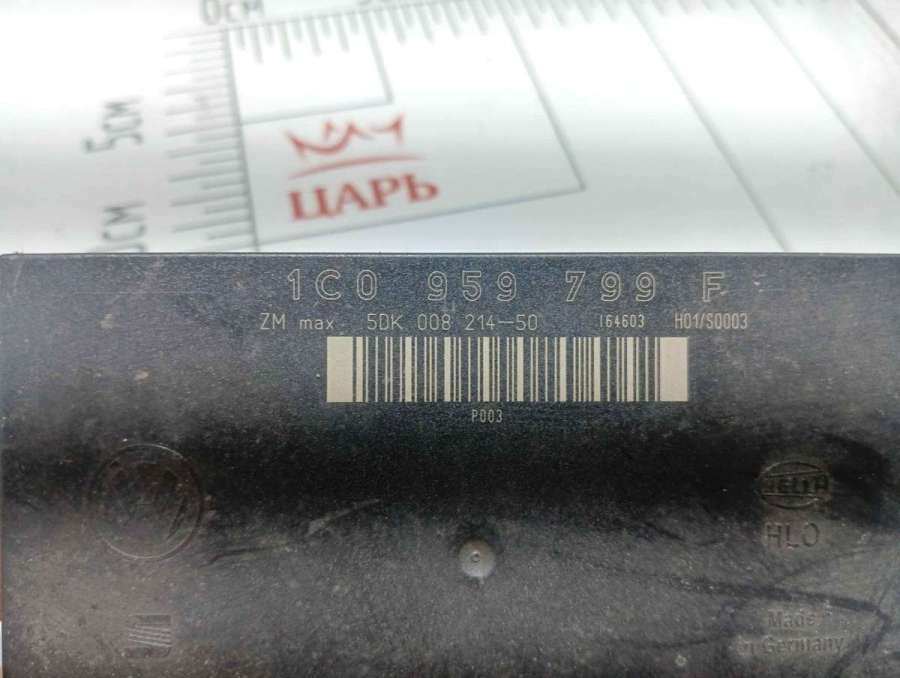 0см
5см
0см
ЦАРЬ
1C0 959 799 F
ZM max 5DK 008 214-50 164603 H01/S0003
P003
HELLA
HLO
Made
in Germany